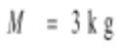 M = 3 kg